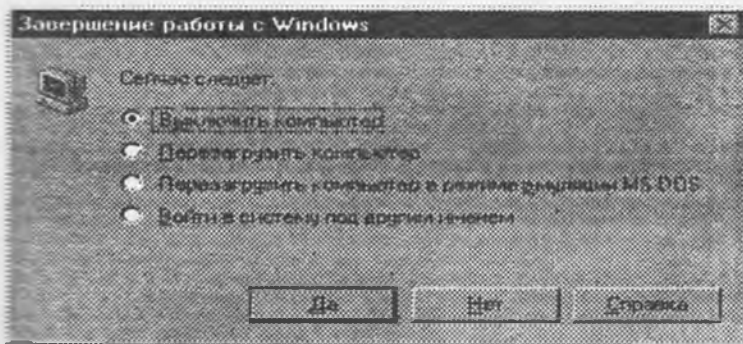 Завершение работы с Windows
Сейчас следует:
Выключить компьютер
Перезагрузить компьютер
Перезагрузить компьютер в режиме эмуляции MS-DOS
Войти в систему под другим именем
Да
Нет
Справка